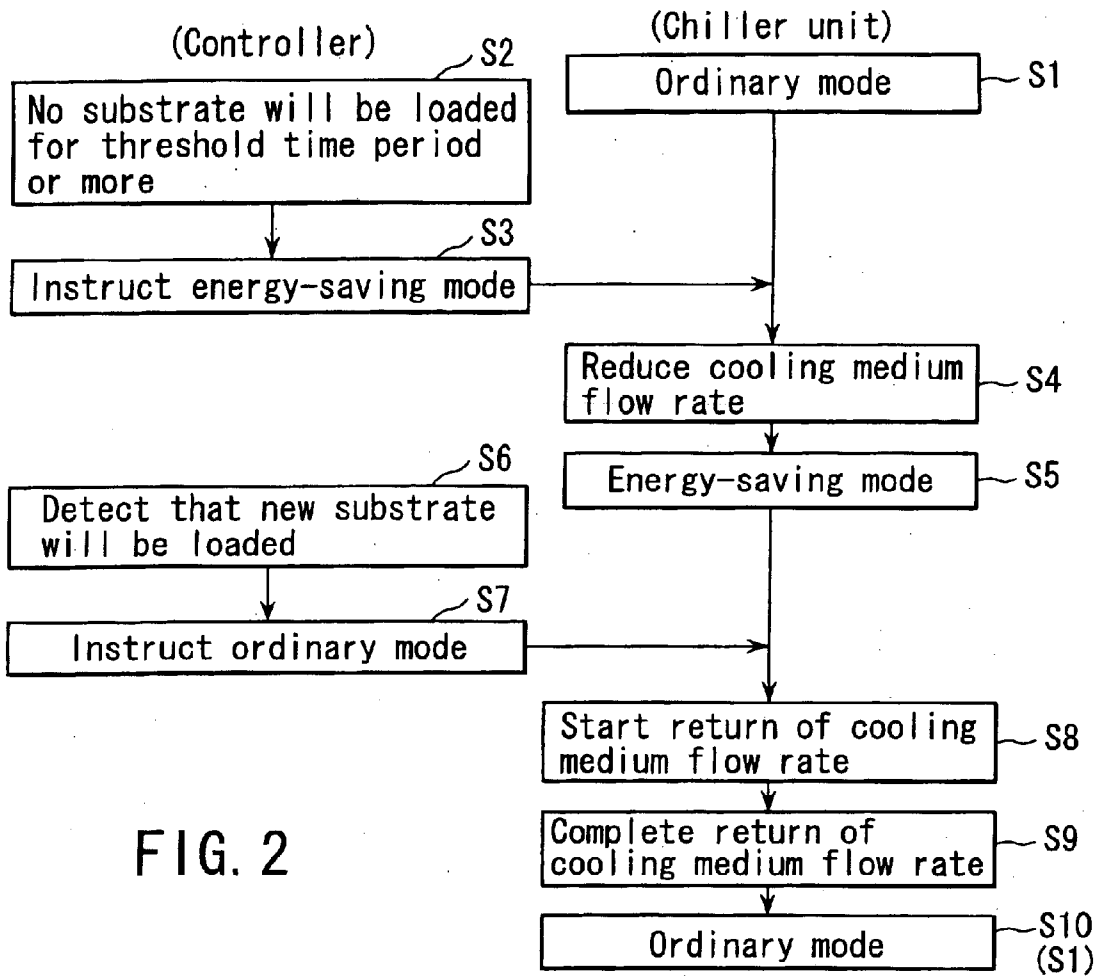 (Controller)
(Chiller unit)
S2
No substrate will be loaded
for threshold time period
or more
Ordinary mode
S1
S3
Instruct energy-saving mode
Reduce cooling medium
flow rate
S4
Energy-saving mode
S5
S6
Detect that new substrate
will be loaded
S7
Instruct ordinary mode
Start return of cooling
medium flow rate
S8
Complete return of
cooling medium flow rate
S9
Ordinary mode
S10
(S1)
FIG. 2